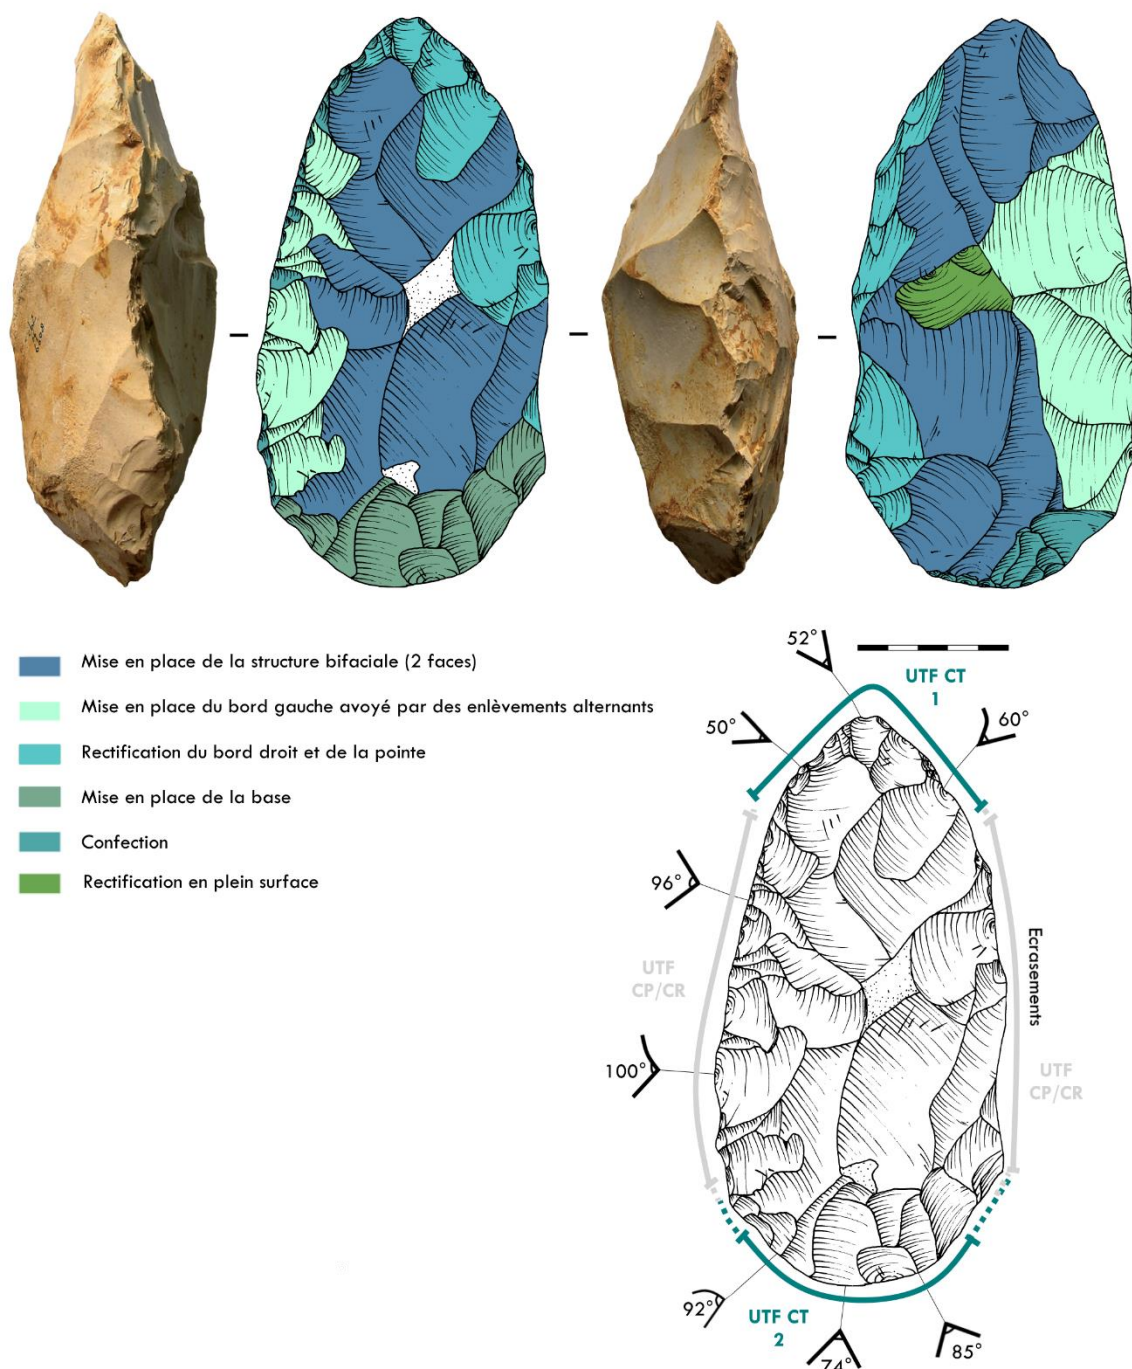 Mise en place de la structure bifaciale (2 faces)
Mise en place du bord gauche avoyé par des enlèvements alternants
Rectification du bord droit et de la pointe
Mise en place de la base
Confection
Rectification en plein surface
52°
UTF CT
1
50°
60°
96°
UTF
CP/CR
Ecrasements
100°
UTF
CP/CR
92°
UTF CT
2
74°
85°